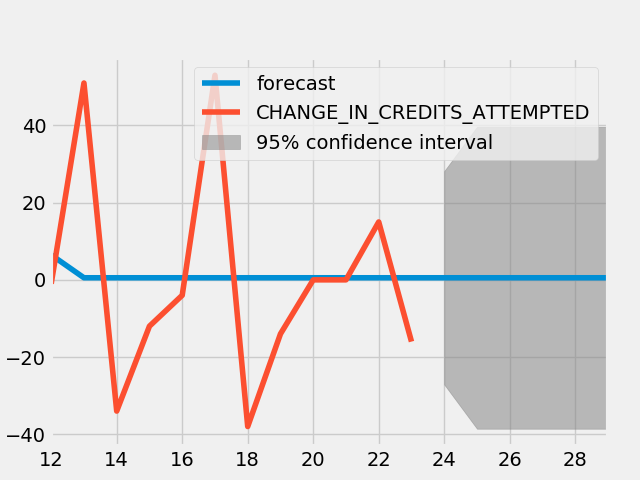 forecast
CHANGE_IN_CREDITS_ATTEMPTED
95% confidence interval
40
20
0
−20
−40
12 14 16 18 20 22 24 26 28